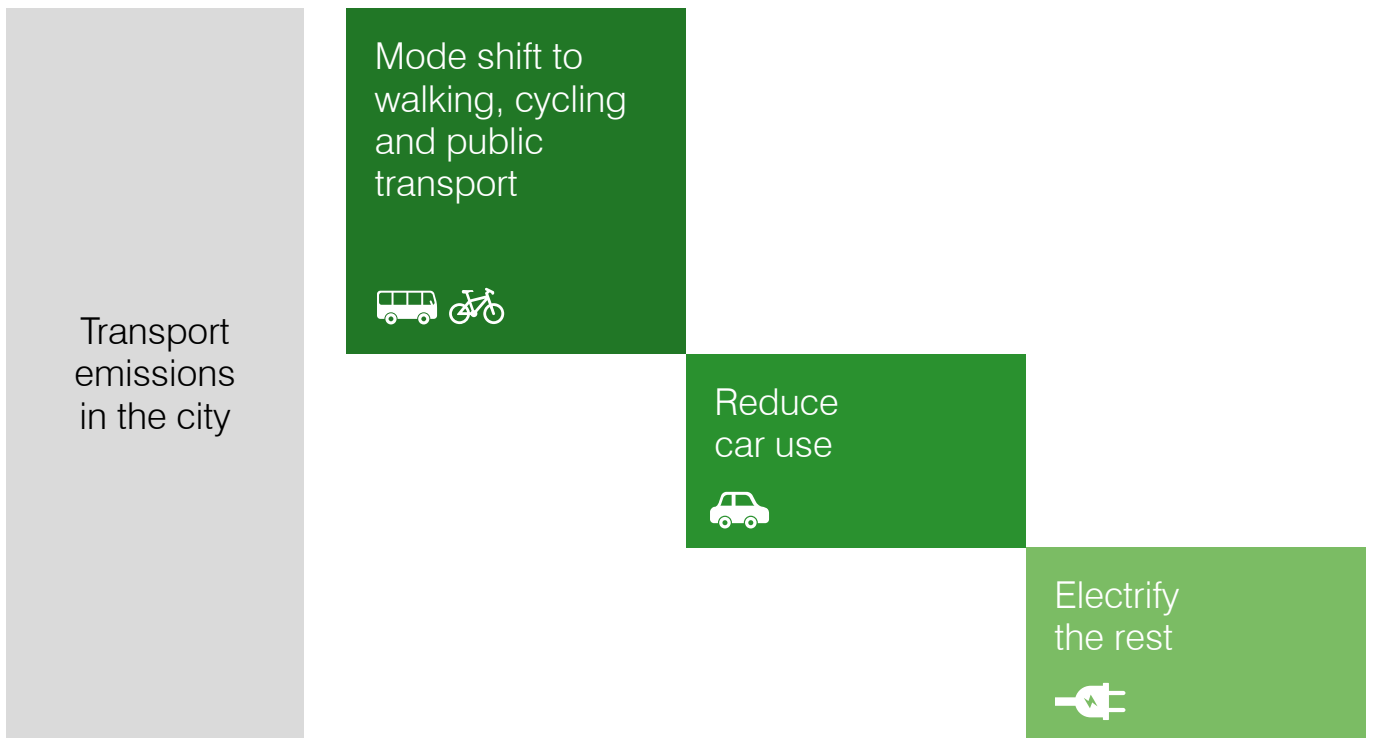 Transport
emissions
in the city
Mode shift to
walking, cycling
and public
transport
Reduce
car use
Electrify
the rest